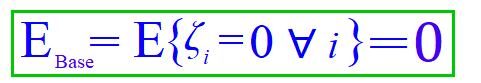 E_Base = E{ζ_i = 0 ∀ i} = 0